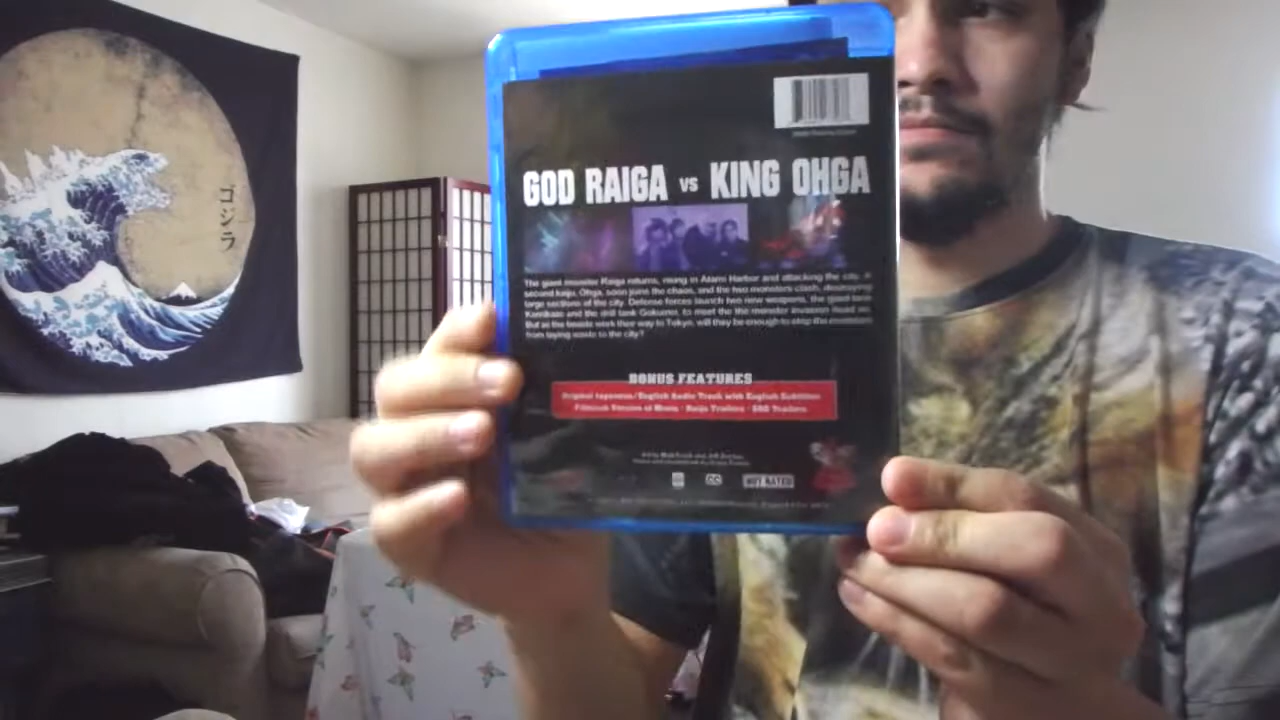 ゴジラ
GOD RAIGA vs KING OHGA
The giant monster Raiga returns, rising in Atami Harbor and attacking the city. A
second kaiju, Ohga, soon joins the chaos, and the two monsters clash, destroying
large sections of the city. Defense forces launch two new weapons, the giant tank
Kamikaze and the drill tank Gokumo, to meet the the monster invasion head on.
But as the beasts work their way to Tokyo, will they be enough to stop the monsters
from laying waste to the city?
BONUS FEATURES
Original Japanese/English Audio Track with English Subtitles
Filmiook Version of Movie · Kaiju Trailers · SRS Trailers
CC
NOT RATED